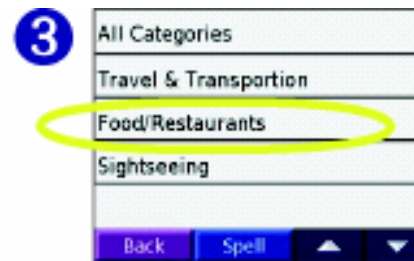 3
All Categories
Travel & Transportion
Food/Restaurants
Sightseeing
Back Spell